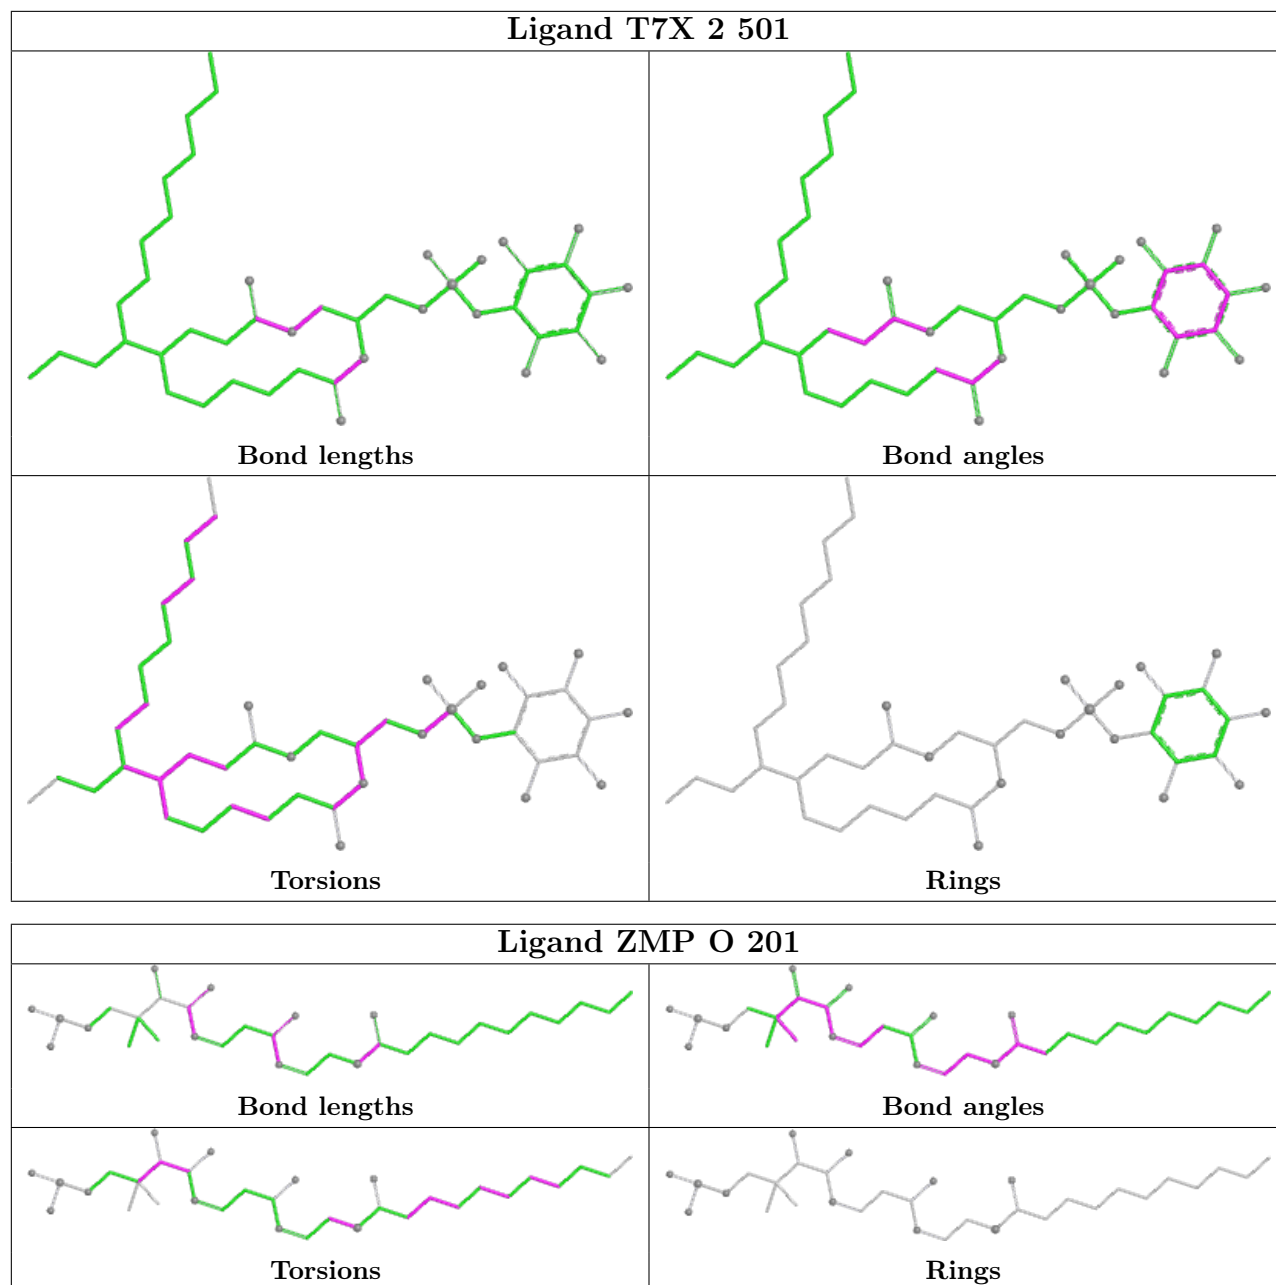 Ligand T7X 2 501
Bond lengths
Bond angles
Torsions
Rings
Ligand ZMP O 201
Bond lengths
Bond angles
Torsions
Rings